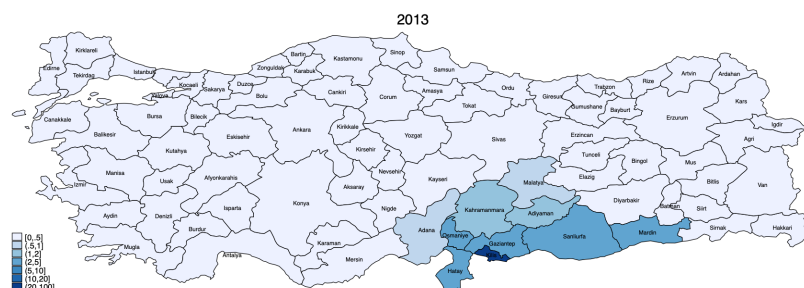 2013
Kirklareli
Edirne
Tekirdag
Istanbul
Kocaeli
Yalova
Sakarya
Duzce
Zonguldak
Bartin
Karabuk
Kastamonu
Sinop
Samsun
Bolu
Cankiri
Corum
Amasya
Ordu
Tokat
Giresun
Trabzon
Gumushane
Bayburt
Rize
Artvin
Ardahan
Kars
Erzurum
Igdir
Agri
Canakkale
Balikesir
Bursa
Bilecik
Eskisehir
Kutahya
Ankara
Kirikkale
Kirsehir
Yozgat
Sivas
Erzincan
Tunceli
Bingol
Mus
Elazig
Bitlis
Van
Manisa
Izmir
Usak
Afyonkarahis
Aksaray
Nevsehir
Kayseri
Malatya
Diyarbakir
Batman
Siirt
Sirnak
Hakkari
Aydin
Denizli
Isparta
Burdur
Konya
Nigde
Kahramanmara
Adiyaman
Mugla
Antalya
Karaman
Mersin
Adana
Osmaniye
Gaziantep
Sanliurfa
Mardin
Hatay
[0,.5]
(.5,1]
(1,2]
(2,5]
(5,10]
(10,20]
(20,100]